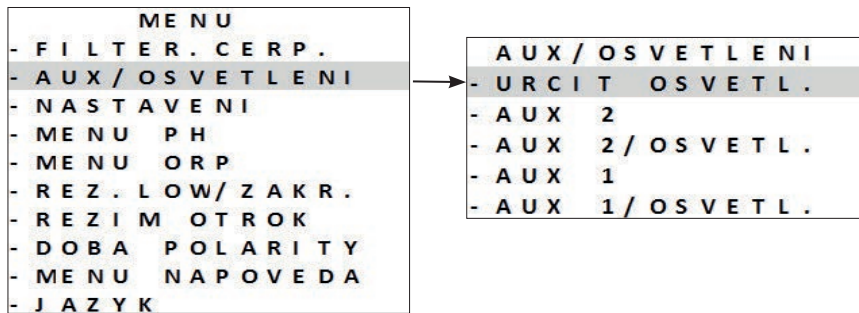 MENU
- FILTER. CERP.
- AUX/OSVETLENI
- NASTAVENI
- MENU PH
- MENU ORP
- REZ. LOW/ZAKR.
- REZIM OTROK
- DOBA POLARITY
- MENU NAPOVEDA
- JAZYK
AUX/OSVETLENI
- URCIT OSVETL.
- AUX 2
- AUX 2/OSVETL.
- AUX 1
- AUX 1/OSVETL.